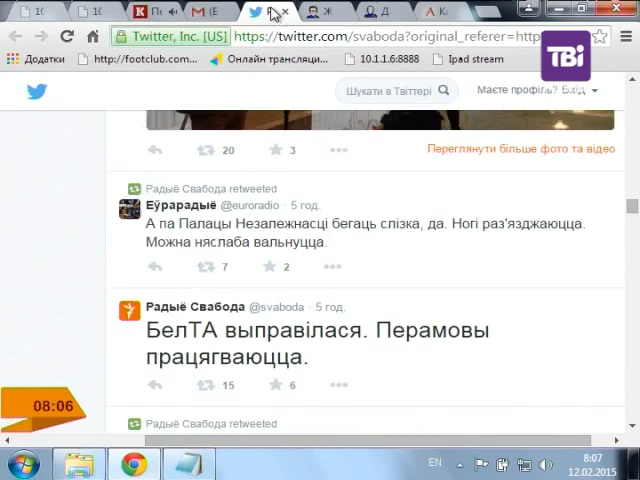 10
10
(Б
Ж
Д
Twitter, Inc. [US]
https://twitter.com/svaboda?original_referer=http
ТВі
Додатки
http://footclub.com...
Онлайн трансляци...
10.1.1.6:8888
Ipad stream
Шукати в Твіттері
Маєте профіль? Вхід
20
3
Переглянути більше фото та відео
Радыё Свабода retweeted
Еўрарадыё @euroradio · 5 год.
А па Палацы Незалежнасці бегаць слізка, да. Ногі раз'язджаюцца.
Можна няслаба вальнуцца.
7
2
Радыё Свабода @svaboda · 5 год.
БелТА выправілася. Перамовы
працягваюцца.
15
6
Радыё Свабода retweeted
08:06
EN
8:07
12.02.2015